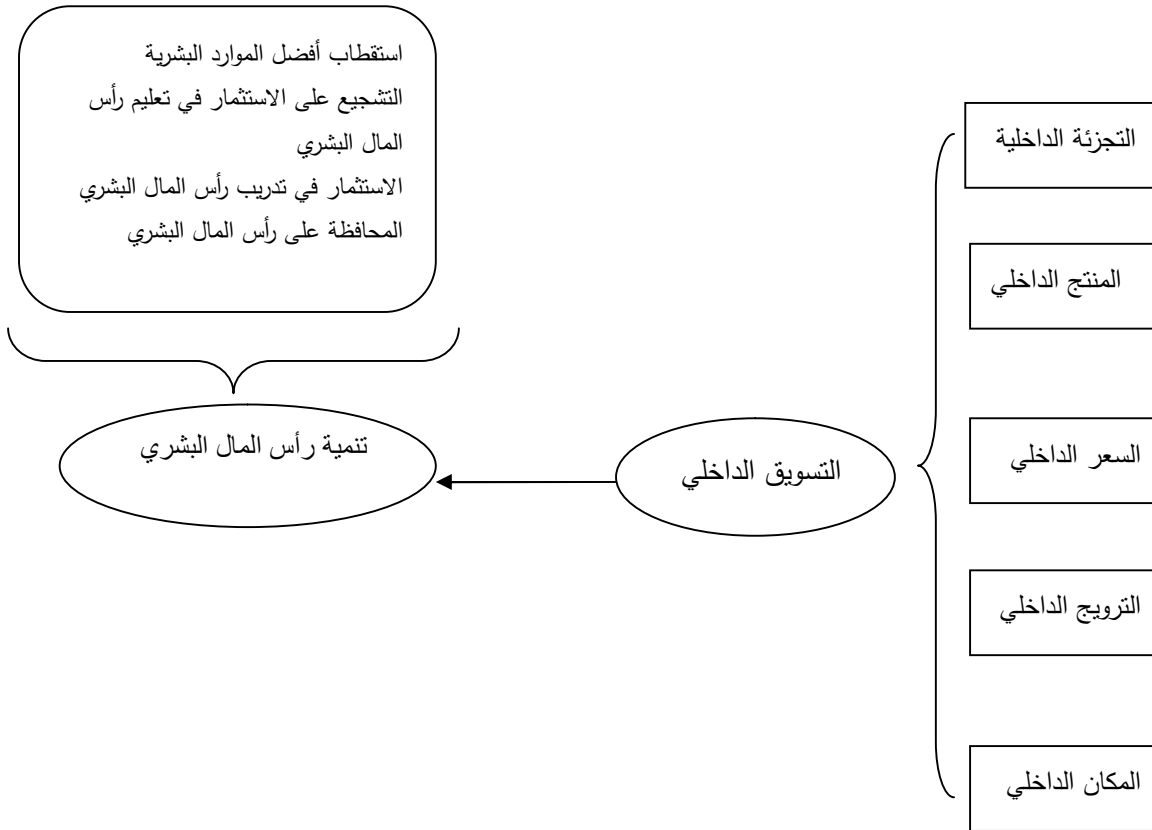 استقطاب أفضل الموارد البشرية
التشجيع على الاستثمار في تعليم رأس
المال البشري
الاستثمار في تدريب رأس المال البشري
المحافظة على رأس المال البشري
التجزئة الداخلية
المنتج الداخلي
السعر الداخلي
الترويج الداخلي
المكان الداخلي
التسويق الداخلي
تنمية رأس المال البشري